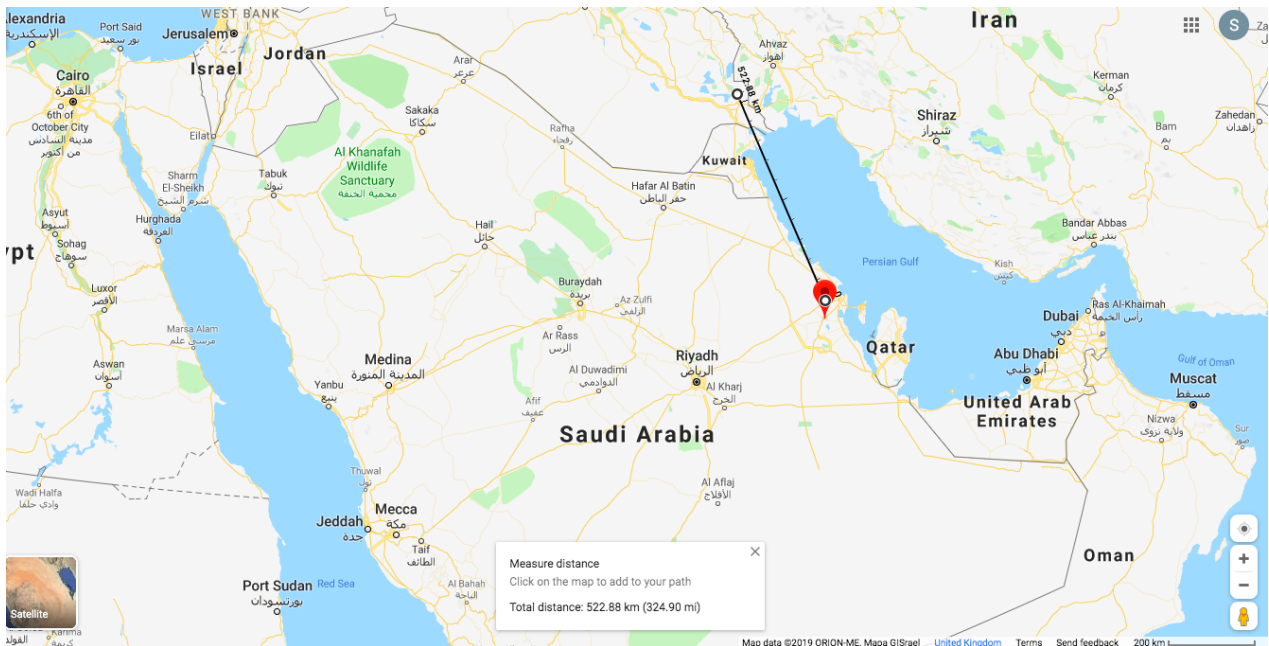 WEST BANK
Alexandria
الإسكندرية
Port Said
بور سعيد
Jerusalem
Israel
Jordan
Iran
S
Ahvaz
اهواز
Cairo
القاهرة
6th of
October City
مدينة السادس
من أكتوبر
Eilat
Arar
عرعر
Sakaka
سكاكا
Rafha
رفحاء
522.88 km
Kerman
کرمان
Shiraz
شیراز
Bam
بم
Zahedan
زاهدان
Al Khanafah
Wildlife
Sanctuary
محمية الخنفة
Kuwait
Tabuk
تبوك
Sharm
El-Sheikh
شرم الشيخ
Hafar Al Batin
حفر الباطن
Asyut
أسيوط
Hurghada
الغردقة
Hail
حائل
Bandar Abbas
بندر عباس
Sohag
سوهاج
ypt
Persian Gulf
Kish
کیش
Luxor
الأقصر
Buraydah
بريدة
Az Zulfi
الزلفي
Ras Al-Khaimah
رأس الخيمة
Dubai
دبي
Marsa Alam
مرسى علم
Ar Rass
الرس
Qatar
Abu Dhabi
أبو ظبي
Gulf of Oman
Aswan
أسوان
Medina
المدينة المنورة
Al Duwadimi
الدوادمي
Riyadh
الرياض
Al Kharj
الخرج
Muscat
مسقط
Yanbu
ينبع
Afif
عفيف
United Arab
Emirates
Nizwa
ولاية نزوى
Sur
صور
Saudi Arabia
Thuwal
ثول
Al Aflaj
الأفلاج
Wadi Halfa
وادي حلفا
Jeddah
جدة
Mecca
مكة
Taif
الطائف
Oman
Measure distance
Click on the map to add to your path
Total distance: 522.88 km (324.90 mi)
Port Sudan
بورتسودان
Red Sea
Al Bahah
الباحة
Satellite
Karima
كريمة
Map data ©2019 ORION-ME, Mapa GISrael
United Kingdom
Terms
Send feedback
200 km